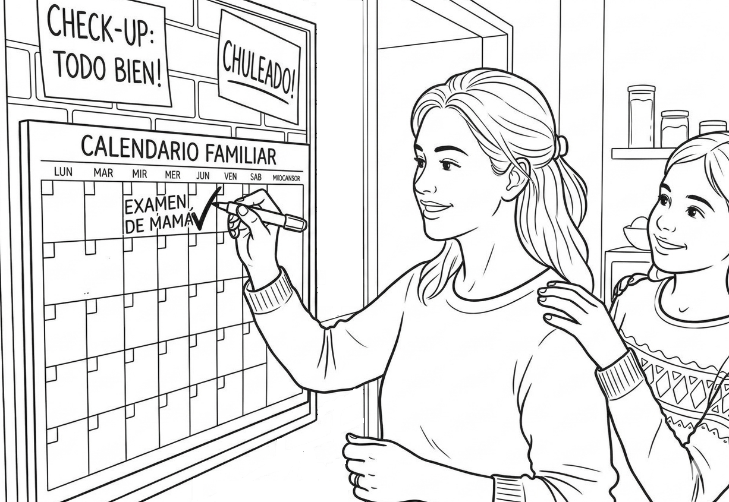 CHECK-UP:
TODO BIEN!
CHULEADO!
CALENDARIO FAMILIAR
LUN MAR MIR MER JUN VEN SAB MIDCANSOR
EXAMEN,
DE MAMÁ